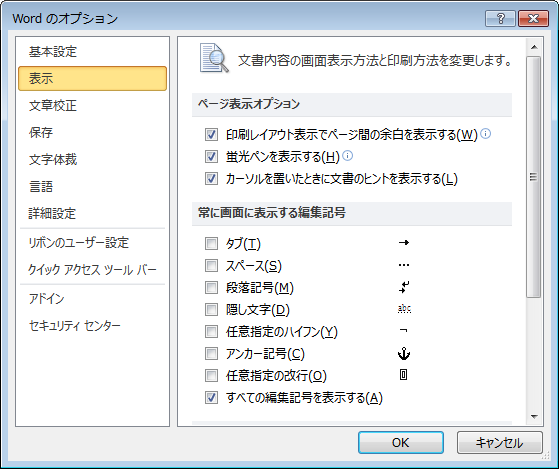 Word のオプション
基本設定
表示
文章校正
保存
文字体裁
言語
詳細設定
リボンのユーザー設定
クイック アクセス ツール バー
アドイン
セキュリティ センター
文書内容の画面表示方法と印刷方法を変更します。
ページ表示オプション
印刷レイアウト表示でページ間の余白を表示する(W)
蛍光ペンを表示する(H)
カーソルを置いたときに文書のヒントを表示する(L)
常に画面に表示する編集記号
タブ(T)
スペース(S)
段落記号(M)
隠し文字(D) abc
任意指定のハイフン(Y)
アンカー記号(C)
任意指定の改行(O)
すべての編集記号を表示する(A)
OK
キャンセル